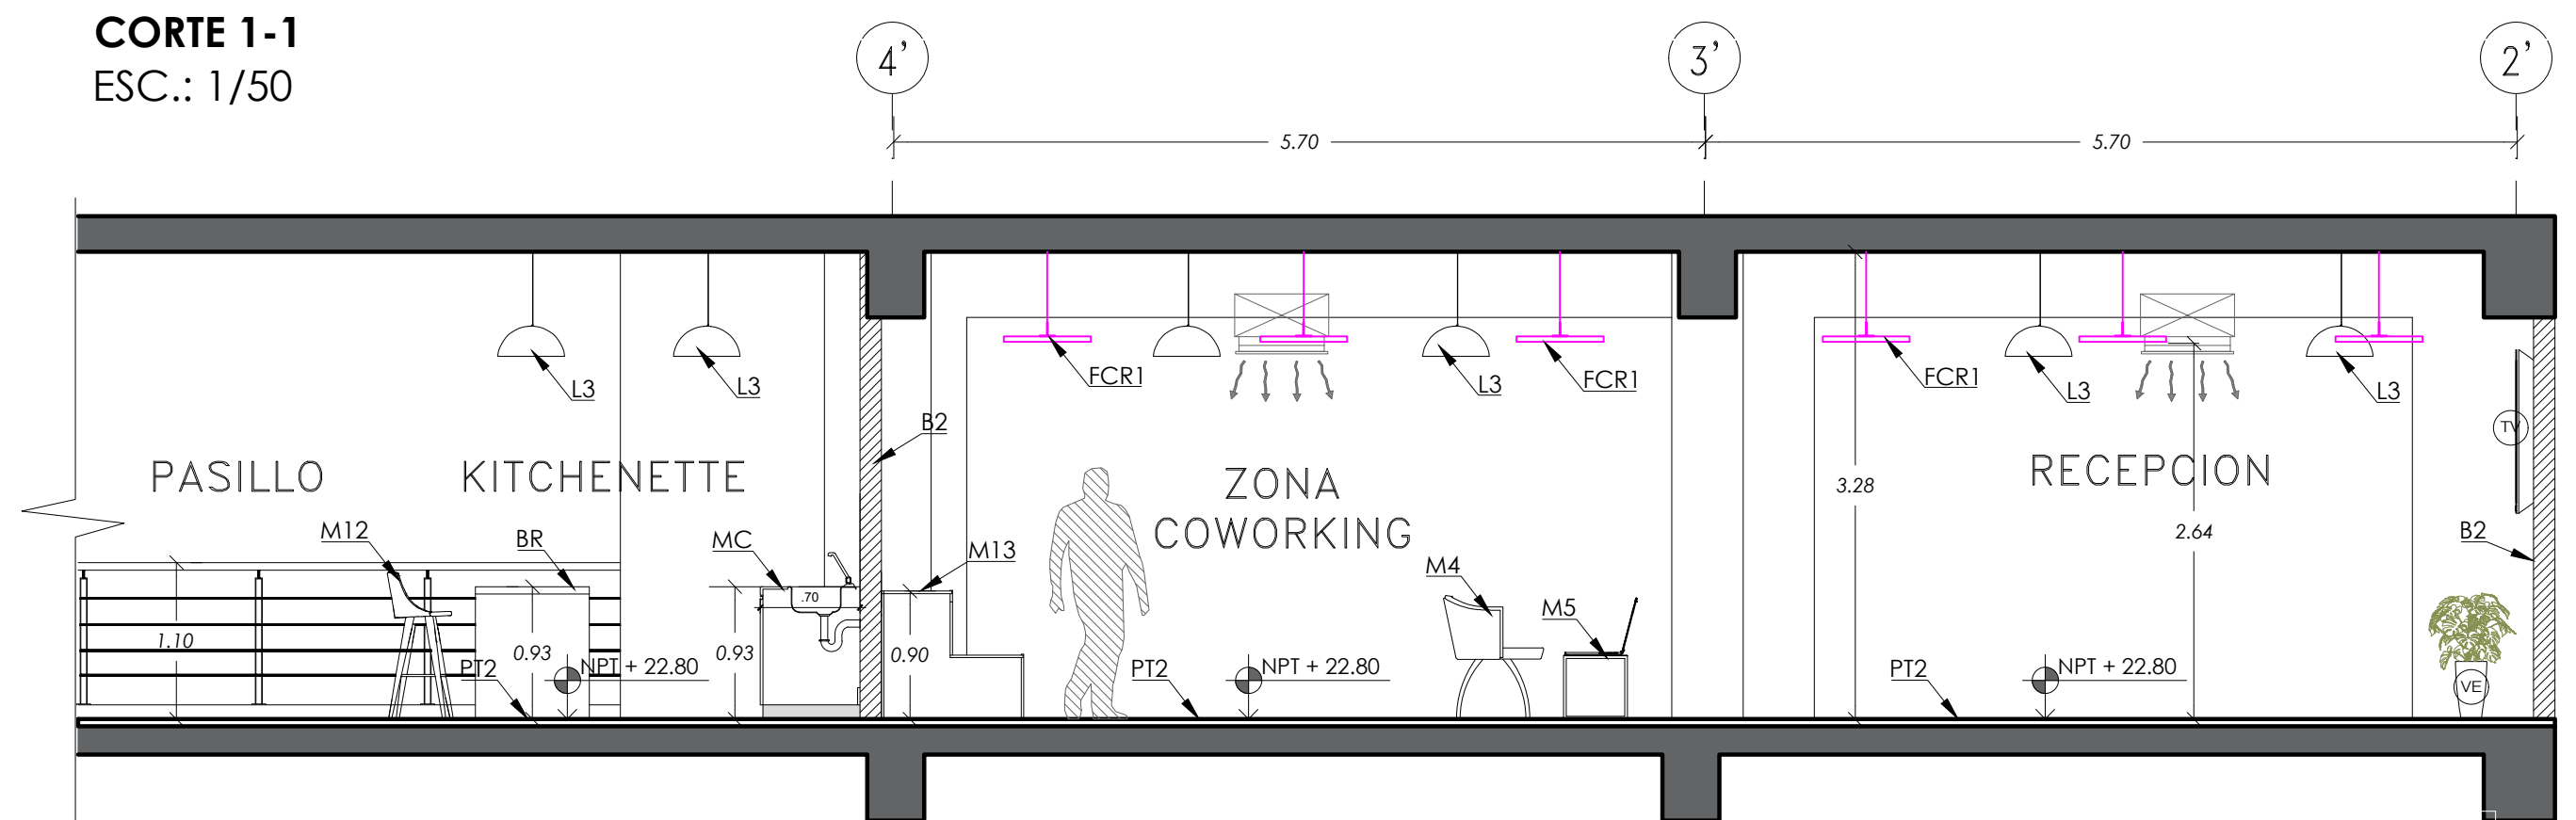 CORTE 1-1
ESC.: 1/50
4’
3’
2’
5.70
5.70
L3
L3
FCR1
L3
FCR1
FCR1
L3
L3
B2
TV
PASILLO
KITCHENETTE
ZONA
COWORKING
RECEPCION
3.28
2.64
M12
BR
MC
M13
M4
M5
B2
.70
1.10
0.93
0.93
0.90
PT2
NPT + 22.80
PT2
NPT + 22.80
PT2
NPT + 22.80
VE